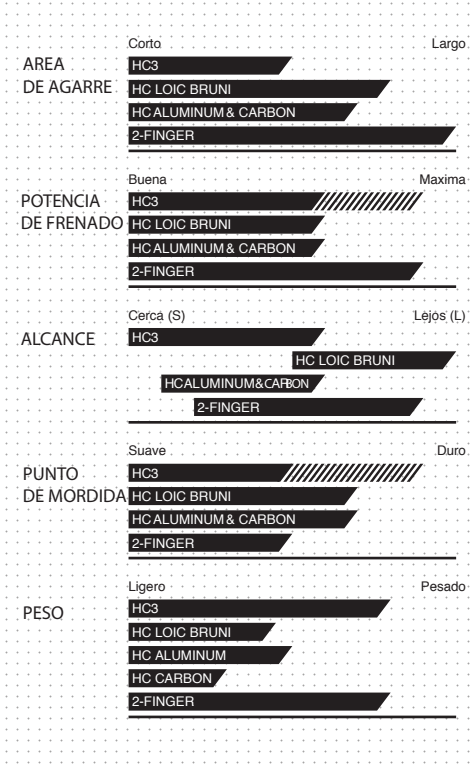 Corto Largo
AREA
DE AGARRE
HC3
HC LOIC BRUNI
HC ALUMINUM & CARBON
2-FINGER
Buena Maxima
POTENCIA
DE FRENADO
HC3
HC LOIC BRUNI
HC ALUMINUM & CARBON
2-FINGER
Cerca (S) Lejos (L)
ALCANCE
HC3
HC LOIC BRUNI
HC ALUMINUM & CARBON
2-FINGER
Suave Duro
PUNTO
DE MORDIDA
HC3
HC LOIC BRUNI
HC ALUMINUM & CARBON
2-FINGER
Ligero Pesado
PESO
HC3
HC LOIC BRUNI
HC ALUMINUM
HC CARBON
2-FINGER